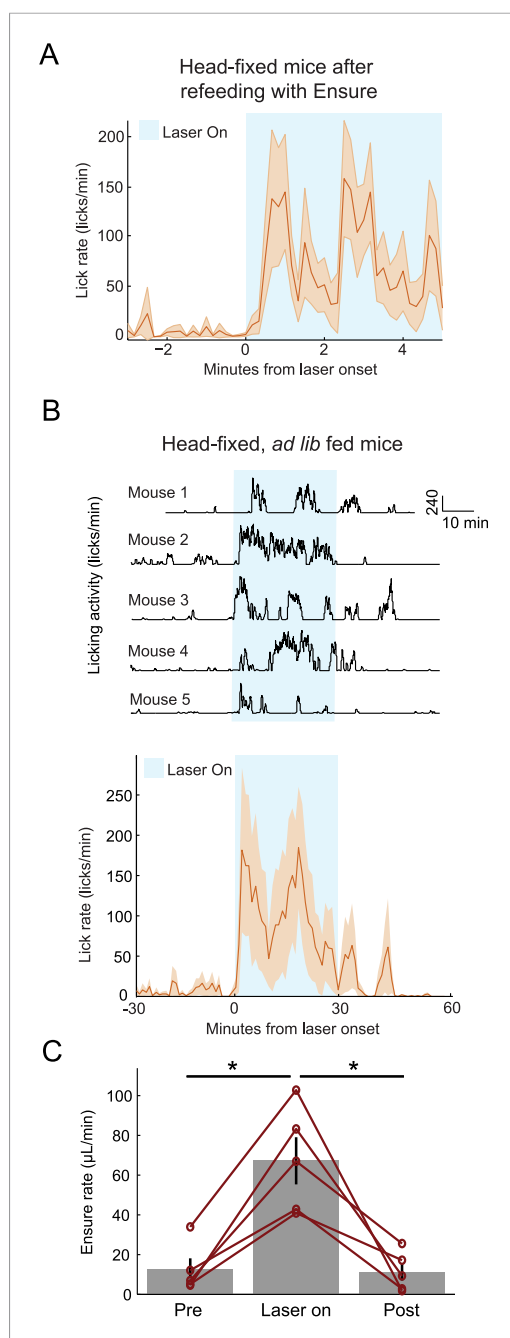 A
Head-fixed mice after
refeeding with Ensure
Laser On
200
150
100
50
0
Lick rate (licks/min)
−2
0
2
4
Minutes from laser onset
B
Head-fixed, ad lib fed mice
Licking activity (licks/min)
Mouse 1
Mouse 2
Mouse 3
Mouse 4
Mouse 5
240
10 min
Laser On
250
200
150
100
50
0
Lick rate (licks/min)
-30
0
30
60
Minutes from laser onset
C
* *
100
80
60
40
20
0
Ensure rate (µL/min)
Pre Laser on Post